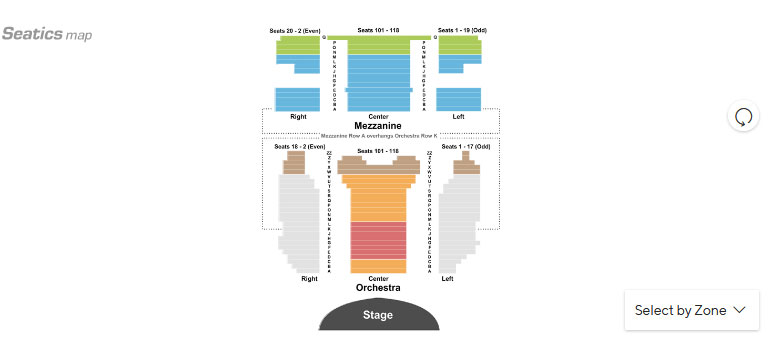 Seatics map
Seats 20 - 2 (Even) Seats 101 - 118 Seats 1 - 19 (Odd)
Q Q
P P
O O
N N
M M
L L
K K
J J
H H
G G
F F
E E
D D
C C
B B
A A
Right Center Left
Mezzanine
Mezzanine Row A overhangs Orchestra Row K
Seats 18 - 2 (Even) Seats 101 - 118 Seats 1 - 17 (Odd)
ZZ ZZ
Z Z
Y Y
X X
W W
V V
U U
T T
S S
R R
Q Q
P P
O O
N N
M M
L L
K K
J J
H H
G G
F F
E E
D D
C C
B B
A A
Right Center Left
Orchestra
Stage
Select by Zone